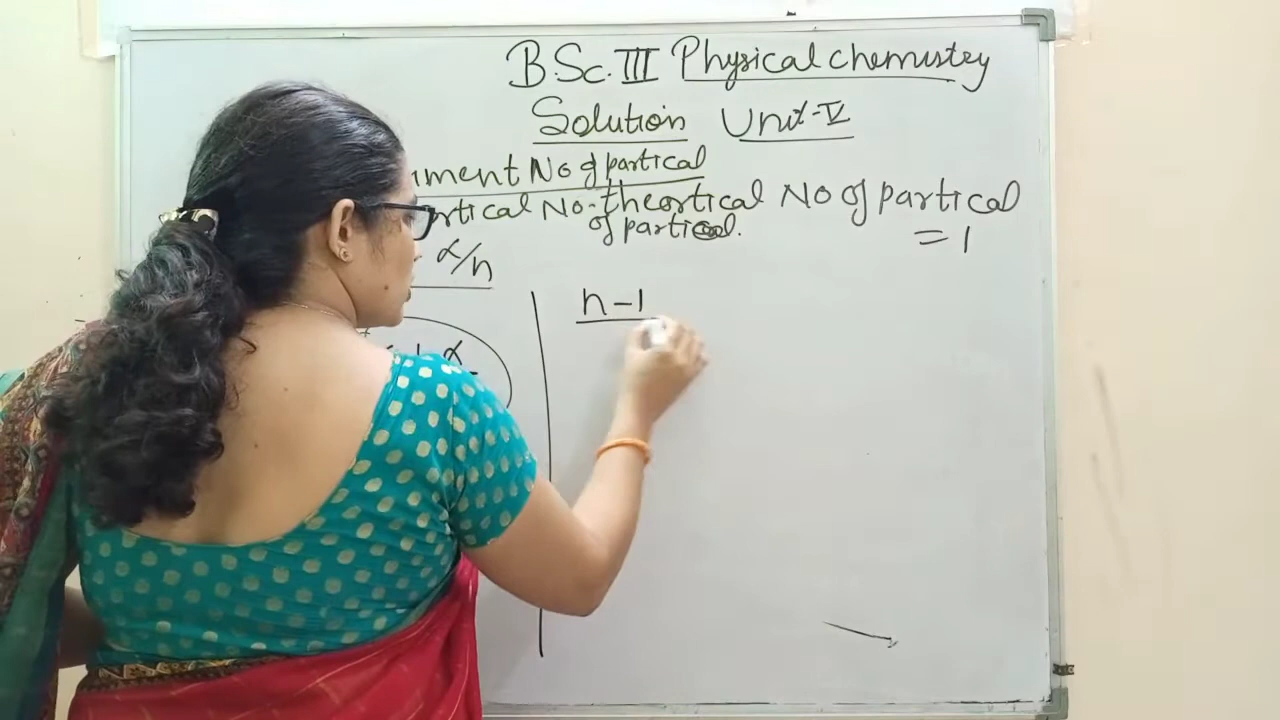 B.Sc. III Physical chemistry
Solution Unit-V
ment No of partical
rtical No-theortical No of partical
of partical. = 1
α/n
n-1
1 α